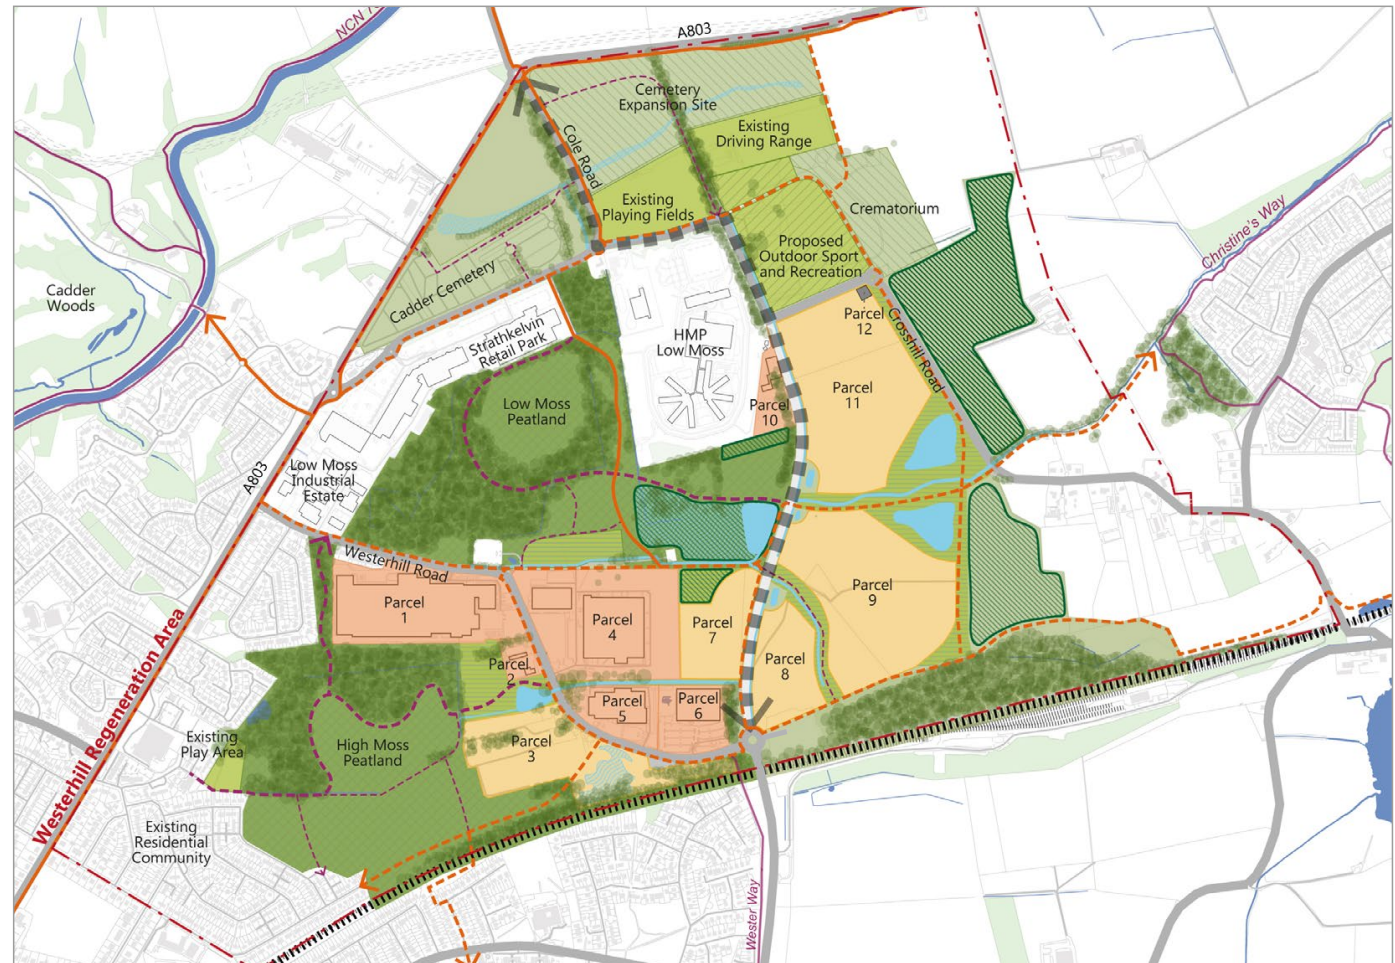 NCN
A803
Cemetery
Expansion Site
Cole Road
Existing
Driving Range
Existing
Playing Fields
Crematorium
Proposed
Outdoor Sport
and Recreation
Christine's Way
Cadder
Woods
Cadder Cemetery
Strathkelvin
Retail Park
HMP
Low Moss
Parcel
12
Crosshill Road
Parcel
11
Parcel
10
Low Moss
Peatland
A803
Low Moss
Industrial
Estate
Westerhill Road
Parcel
1
Parcel
4
Parcel
7
Parcel
9
Parcel
2
Parcel
8
Parcel
5
Parcel
6
Parcel
3
Westerhill Regeneration Area
Existing
Play Area
High Moss
Peatland
Existing
Residential
Community
Wester Way